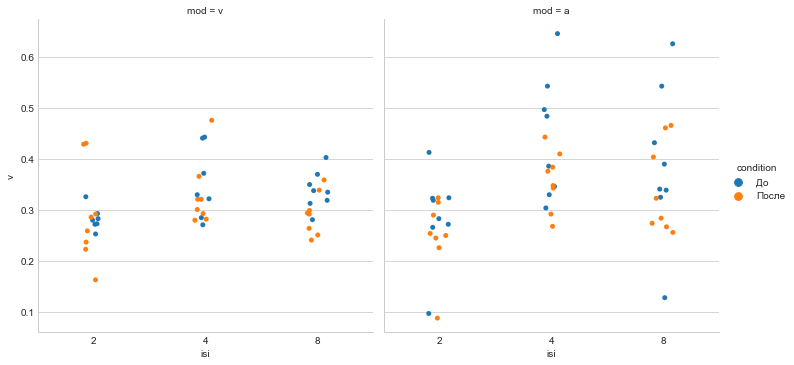 mod = v
mod = a
0.6
0.5
0.4
0.3
0.2
0.1
v
2
4
8
isi
2
4
8
isi
condition
До
После